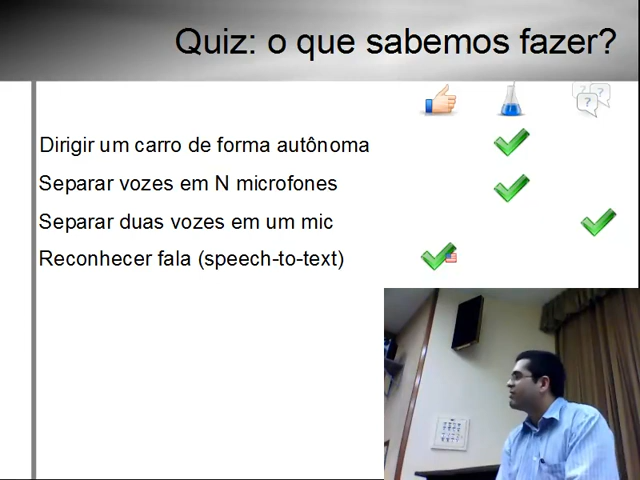 Quiz: o que sabemos fazer?
Dirigir um carro de forma autônoma
Separar vozes em N microfones
Separar duas vozes em um mic
Reconhecer fala (speech-to-text)